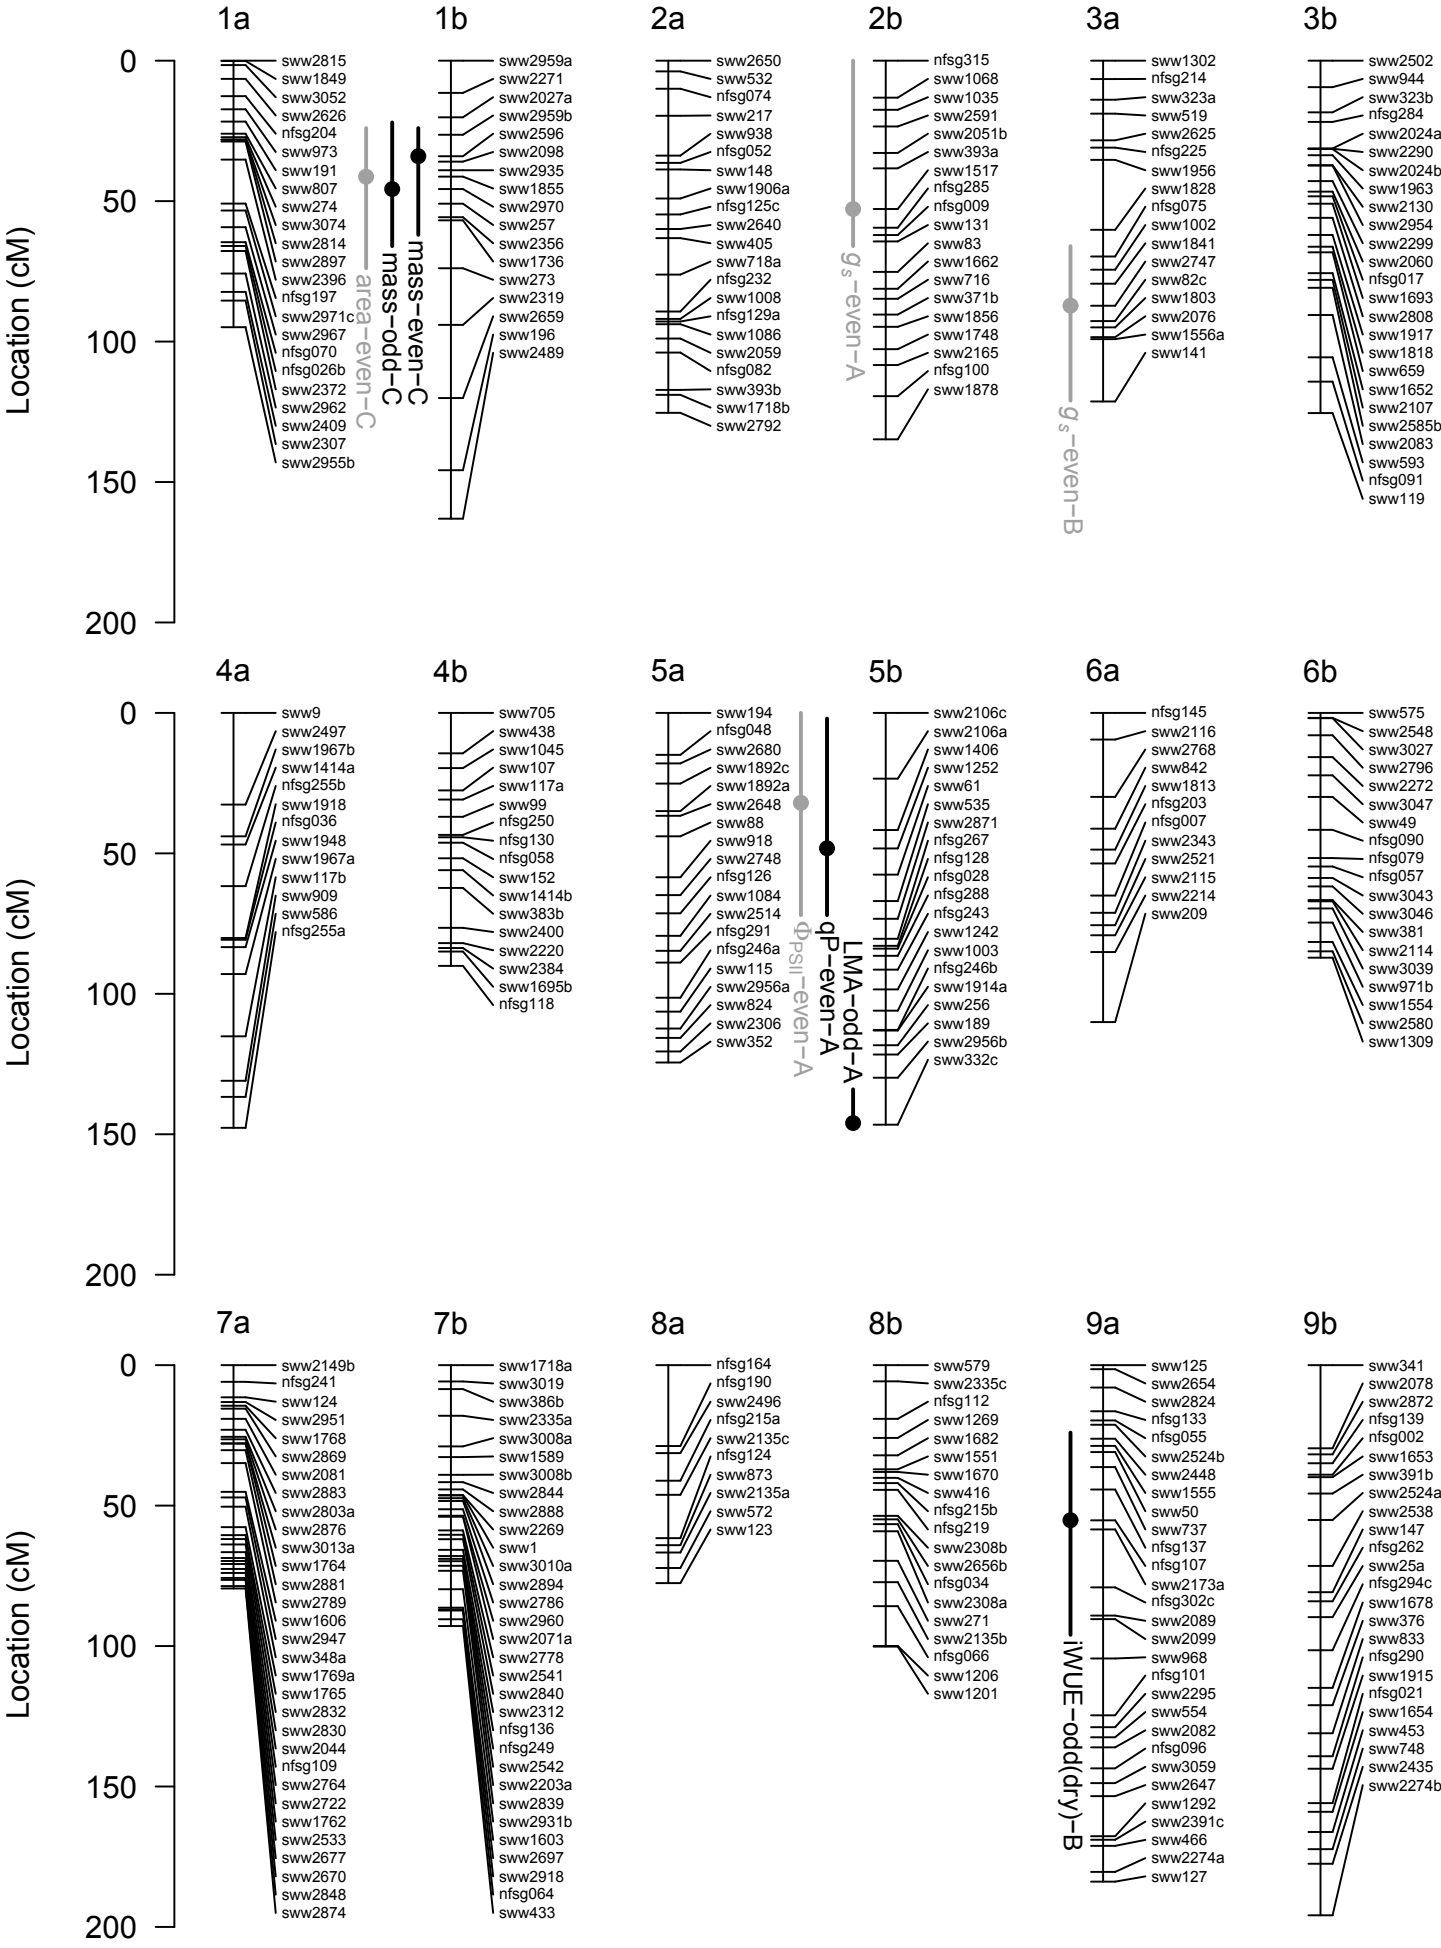 1a 1b 2a 2b 3a 3b
Location (cM)
0
50
100
150
200
sww2815
sww1849
sww3052
sww2626
nfsg204
sww973
sww191
sww807
sww274
sww3074
sww2814
sww2897
sww2396
nfsg197
sww2971c
sww2967
nfsg070
nfsg026b
sww2372
sww2962
sww2409
sww2307
sww2955b
area−even−C
mass−odd−C
mass−even−C
sww2959a
sww2271
sww2027a
sww2959b
sww2596
sww2098
sww2935
sww1855
sww2970
sww257
sww2356
sww1736
sww273
sww2319
sww2659
sww196
sww2489
sww2650
sww532
nfsg074
sww217
sww938
nfsg052
sww148
sww1906a
nfsg125c
sww2640
sww405
sww718a
nfsg232
sww1008
nfsg129a
sww1086
sww2059
nfsg082
sww393b
sww1718b
sww2792
gs−even−A
nfsg315
sww1068
sww1035
sww2591
sww2051b
sww393a
sww1517
nfsg285
nfsg009
sww131
sww83
sww1662
sww716
sww371b
sww1856
sww1748
sww2165
nfsg100
sww1878
gs−even−B
sww1302
nfsg214
sww323a
sww519
sww2625
nfsg225
sww1956
sww1828
nfsg075
sww1002
sww1841
sww2747
sww82c
sww1803
sww2076
sww1556a
sww141
sww2502
sww944
sww323b
nfsg284
sww2024a
sww2290
sww2024b
sww1963
sww2130
sww2954
sww2299
sww2060
nfsg017
sww1693
sww2808
sww1917
sww1818
sww659
sww1652
sww2107
sww2585b
sww2083
sww593
nfsg091
sww119
4a 4b 5a 5b 6a 6b
Location (cM)
0
50
100
150
200
sww9
sww2497
sww1967b
sww1414a
nfsg255b
sww1918
nfsg036
sww1948
sww1967a
sww117b
sww909
sww586
nfsg255a
sww705
sww438
sww1045
sww107
sww117a
sww99
nfsg250
nfsg130
nfsg058
sww152
sww1414b
sww383b
sww2400
sww2220
sww2384
sww1695b
nfsg118
sww194
nfsg048
sww2680
sww1892c
sww1892a
sww2648
sww88
sww918
sww2748
nfsg126
sww1084
sww2514
nfsg291
nfsg246a
sww115
sww2956a
sww824
sww2306
sww352
ΦPSII−even−A
qP−even−A
LMA−odd−A
sww2106c
sww2106a
sww1406
sww1252
sww61
sww535
sww2871
nfsg267
nfsg128
nfsg028
nfsg288
nfsg243
sww1242
sww1003
nfsg246b
sww1914a
sww256
sww189
sww2956b
sww332c
nfsg145
sww2116
sww2768
sww842
sww1813
nfsg203
nfsg007
sww2343
sww2521
sww2115
sww2214
sww209
sww575
sww2548
sww3027
sww2796
sww2272
sww3047
sww49
nfsg090
nfsg079
nfsg057
sww3043
sww3046
sww381
sww2114
sww3039
sww971b
sww1554
sww2580
sww1309
7a 7b 8a 8b 9a 9b
Location (cM)
0
50
100
150
200
sww2149b
nfsg241
sww124
sww2951
sww1768
sww2869
sww2081
sww2883
sww2803a
sww2876
sww3013a
sww1764
sww2881
sww2789
sww1606
sww2947
sww348a
sww1769a
sww1765
sww2832
sww2830
sww2044
nfsg109
sww2764
sww2722
sww1762
sww2533
sww2677
sww2670
sww2848
sww2874
sww1718a
sww3019
sww386b
sww2335a
sww3008a
sww1589
sww3008b
sww2844
sww2888
sww2269
sww1
sww3010a
sww2894
sww2786
sww2960
sww2071a
sww2778
sww2541
sww2840
sww2312
nfsg136
nfsg249
sww2542
sww2203a
sww2839
sww2931b
sww1603
sww2697
sww2918
nfsg064
sww433
nfsg164
nfsg190
sww2496
nfsg215a
sww2135c
nfsg124
sww873
sww2135a
sww572
sww123
sww579
sww2335c
nfsg112
sww1269
sww1682
sww1551
sww1670
sww416
nfsg215b
nfsg219
sww2308b
sww2656b
nfsg034
sww2308a
sww271
sww2135b
nfsg066
sww1206
sww1201
iWUE−odd(dry)−B
sww125
sww2654
sww2824
nfsg133
nfsg055
sww2524b
sww2448
sww1555
sww50
sww737
nfsg137
nfsg107
sww2173a
nfsg302c
sww2089
sww2099
sww968
nfsg101
sww2295
sww554
sww2082
nfsg096
sww3059
sww2647
sww1292
sww2391c
sww466
sww2274a
sww127
sww341
sww2078
sww2872
nfsg139
nfsg002
sww1653
sww391b
sww2524a
sww2538
sww147
nfsg262
sww25a
nfsg294c
sww1678
sww376
sww833
nfsg290
sww1915
nfsg021
sww1654
sww453
sww748
sww2435
sww2274b